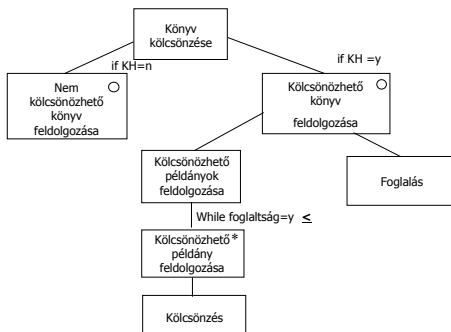 Könyv
kölcsönzése
if KH=n
if KH =y
Nem
kölcsönözhető
könyv
feldolgozása
Kölcsönözhető
könyv
feldolgozása
Kölcsönözhető
példányok
feldolgozása
Foglalás
While foglaltság=y ≤
Kölcsönözhető*
példány
feldolgozása
Kölcsönzés